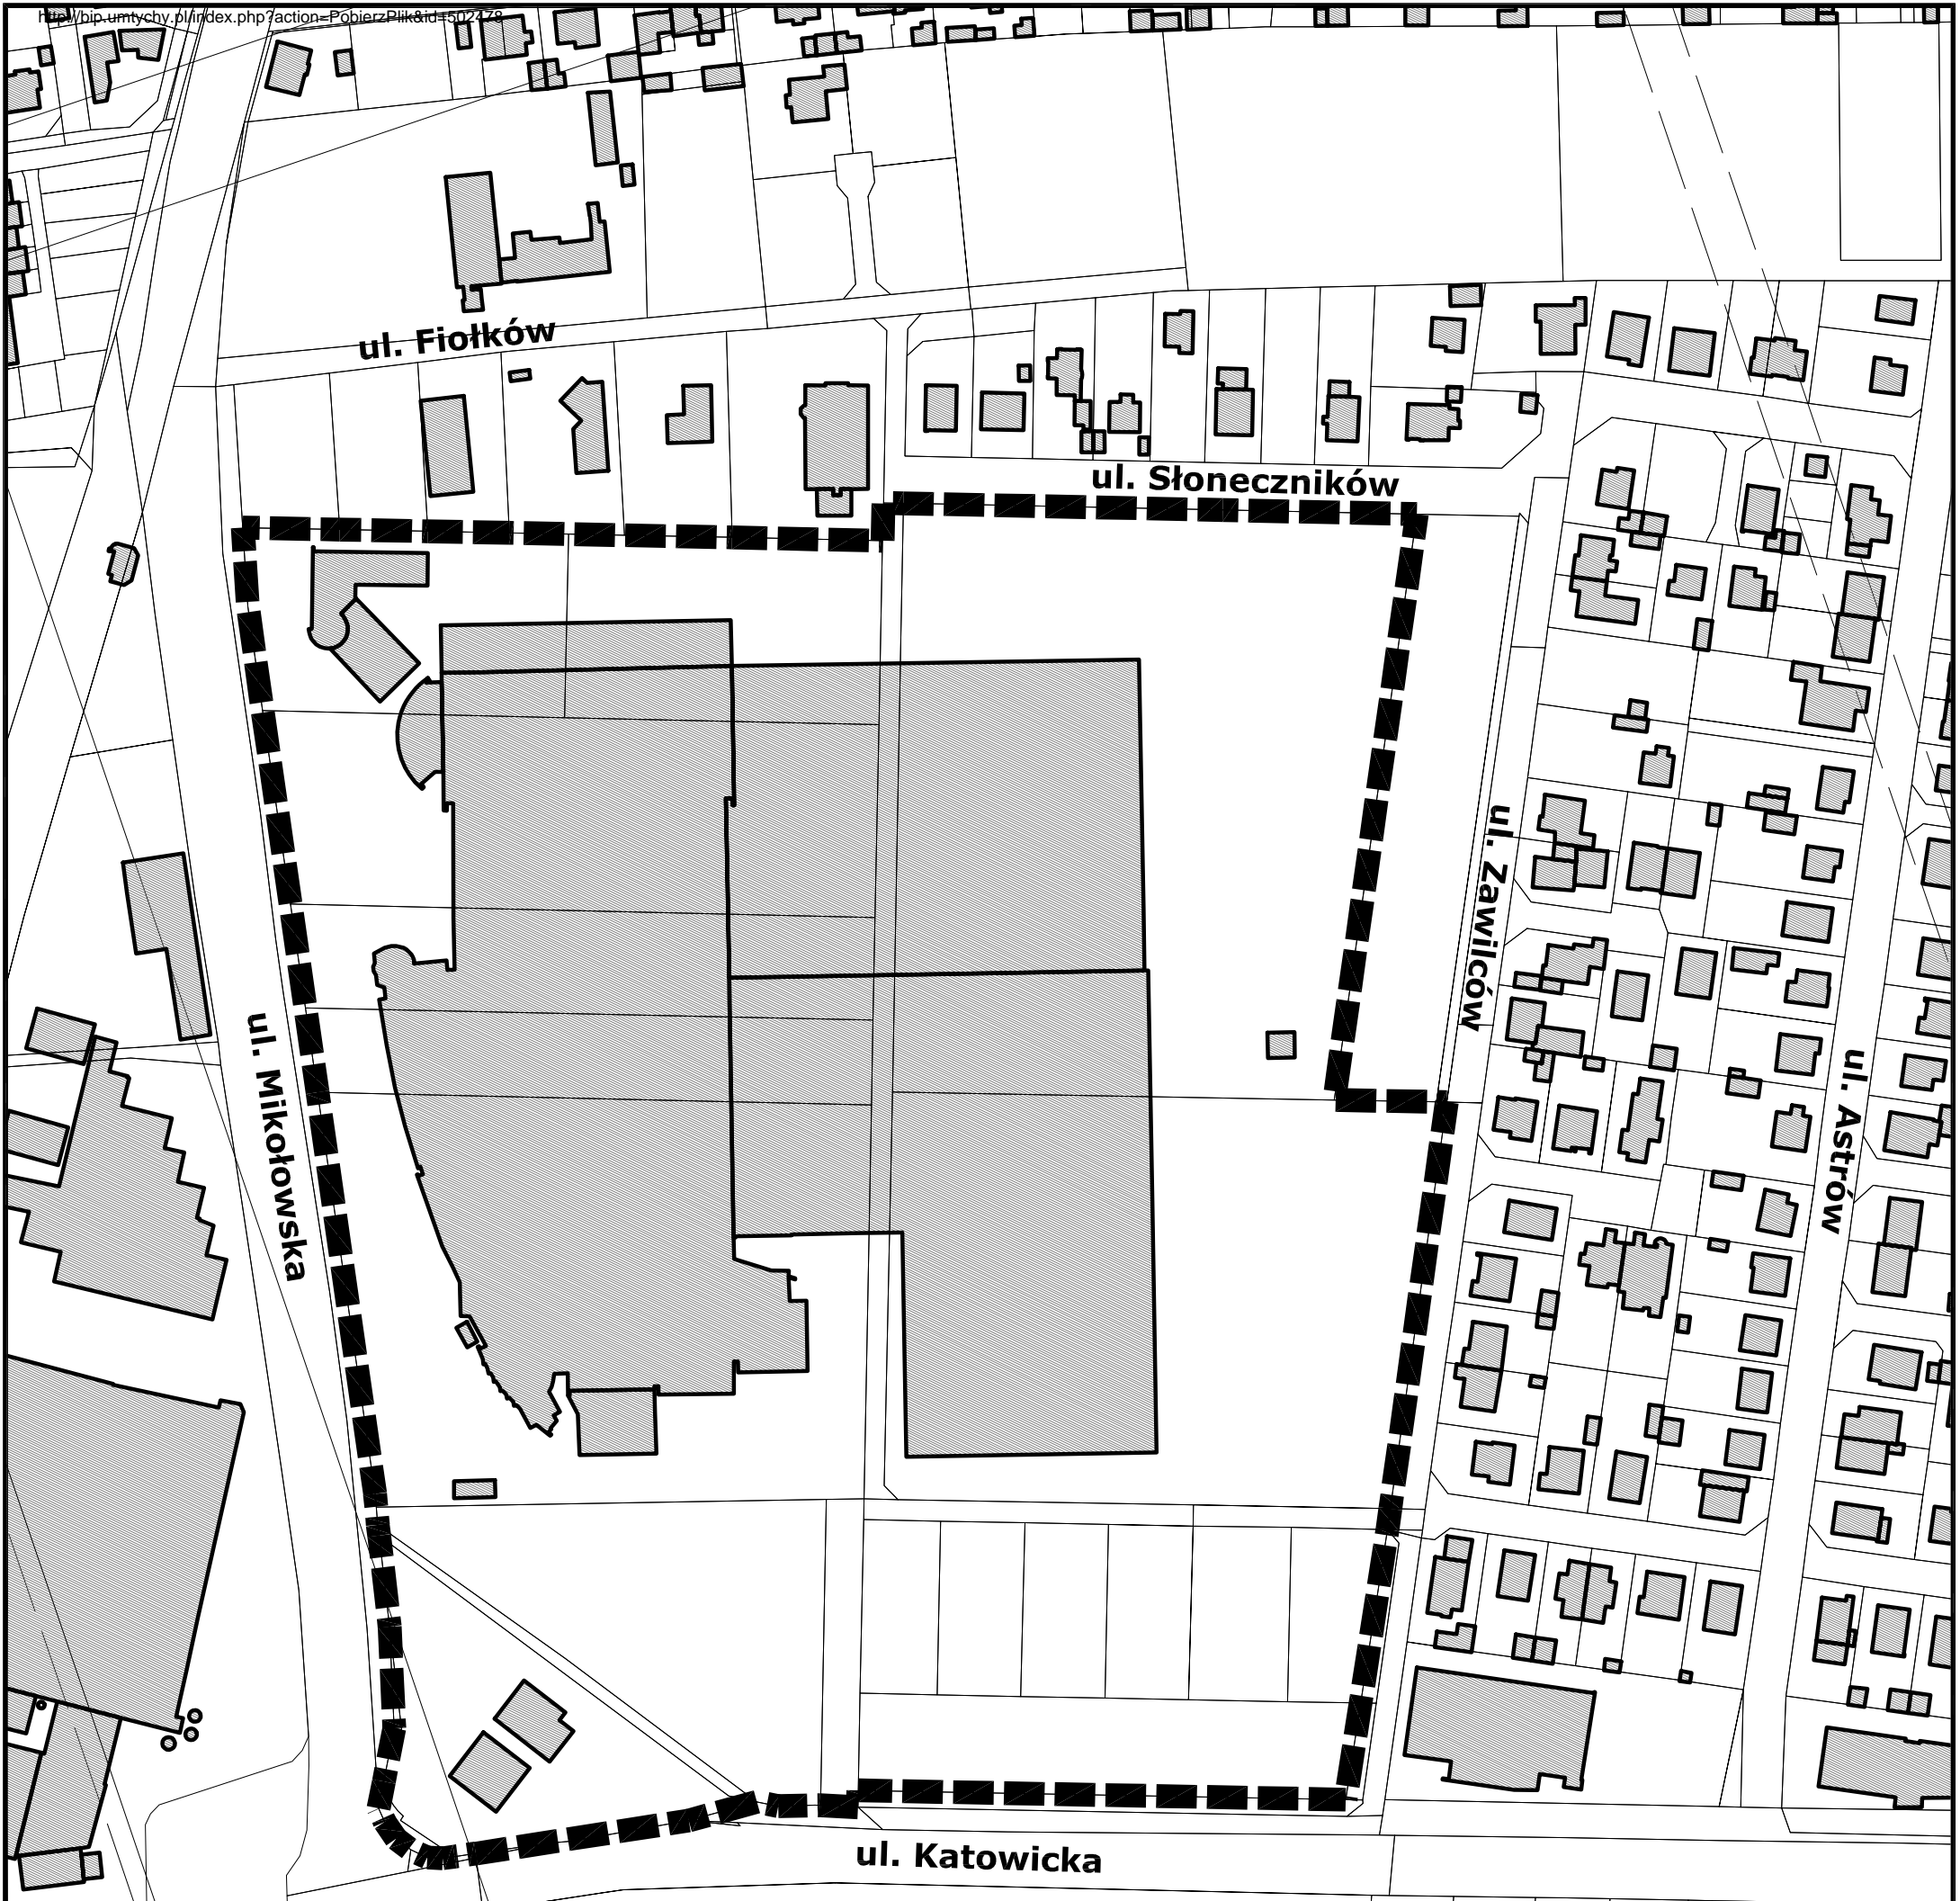 http://bip.umtychy.pl/index.php?action=PobierzPlik&id=502478
ul. Fiołków
ul. Słoneczników
ul. Zawilców
ul. Mikołowska
ul. Astrów
ul. Katowicka